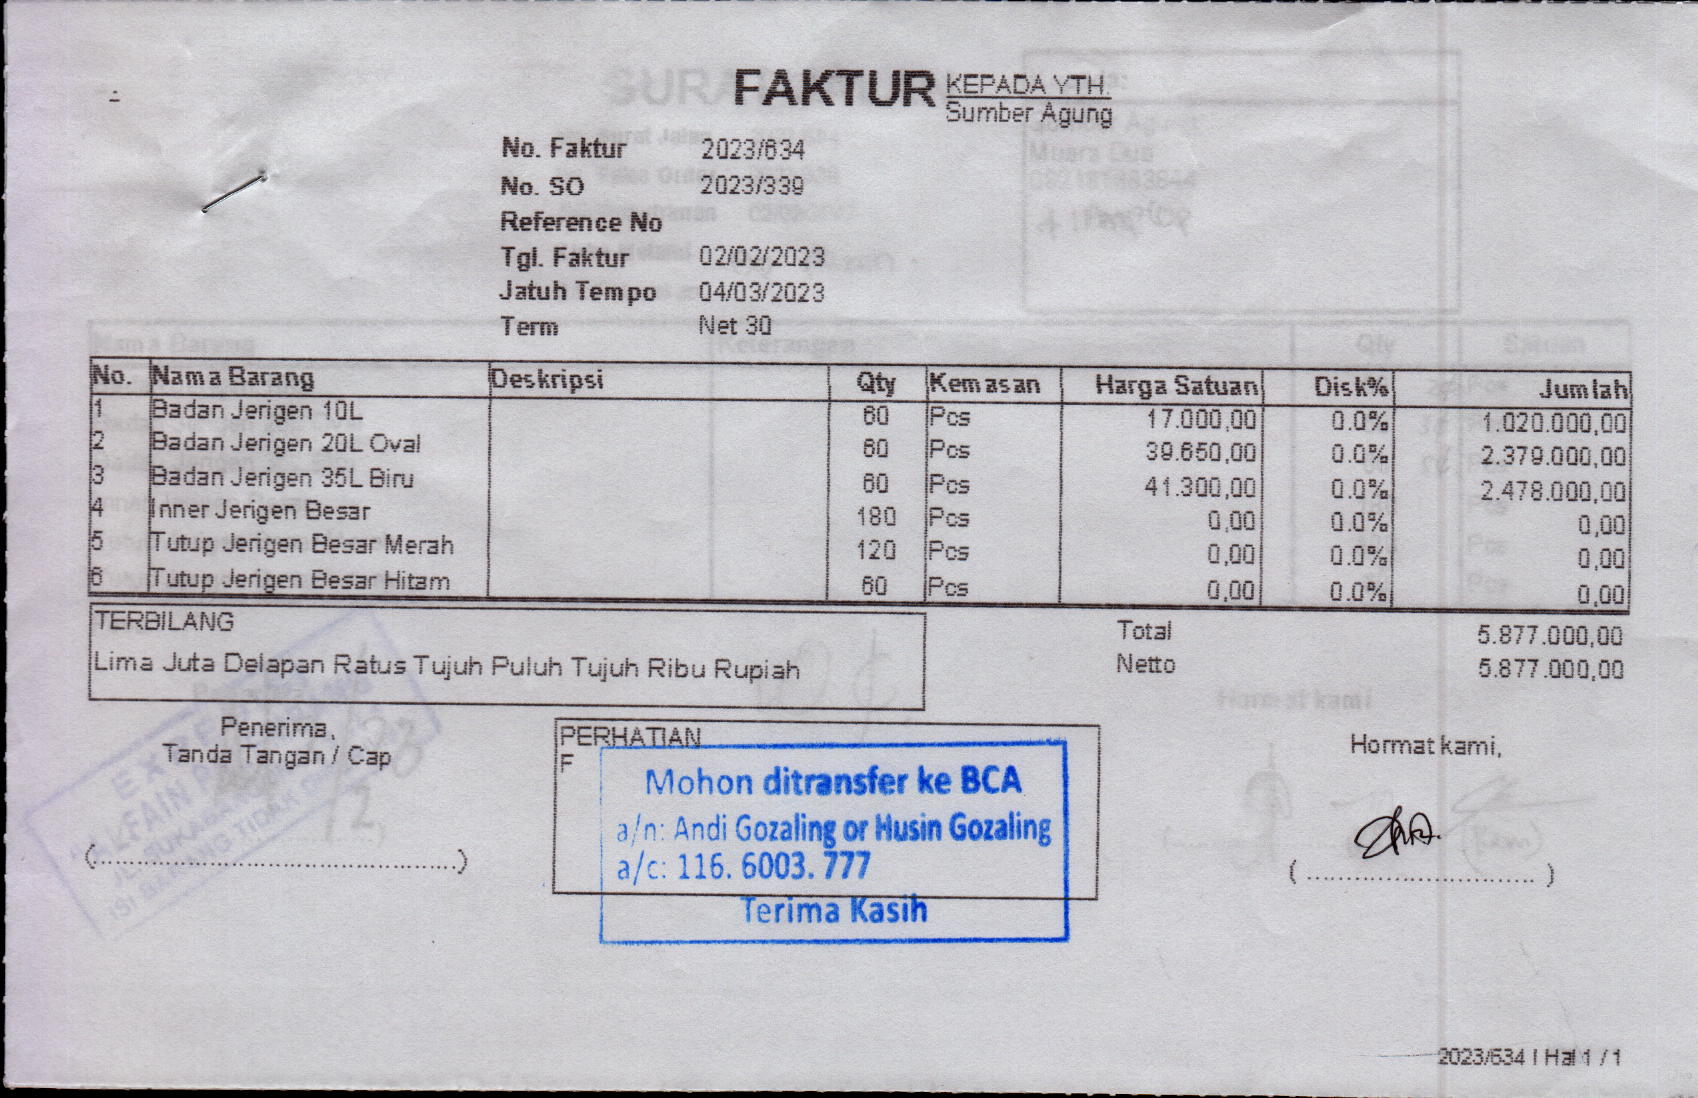 FAKTUR
KEPADA YTH.
Sumber Agung
No. Faktur 2023/634
No. SO 2023/339
Reference No
Tgl. Faktur 02/02/2023
Jatuh Tempo 04/03/2023
Term Net 30
No. Nama Barang Deskripsi Qty Kemasan Harga Satuan Disk% Jumlah
1 Badan Jerigen 10L 60 Pcs 17.000,00 0.0% 1.020.000,00
2 Badan Jerigen 20L Oval 60 Pcs 39.650,00 0.0% 2.379.000,00
3 Badan Jerigen 35L Biru 60 Pcs 41.300,00 0.0% 2.478.000,00
4 Inner Jerigen Besar 180 Pcs 0,00 0.0% 0,00
5 Tutup Jerigen Besar Merah 120 Pcs 0,00 0.0% 0,00
6 Tutup Jerigen Besar Hitam 60 Pcs 0,00 0.0% 0,00
TERBILANG
Lima Juta Delapan Ratus Tujuh Puluh Tujuh Ribu Rupiah
Total 5.877.000,00
Netto 5.877.000,00
Penerima,
Tanda Tangan / Cap
(..........................................)
PERHATIAN
F
Mohon ditransfer ke BCA
a/n: Andi Gozaling or Husin Gozaling
a/c: 116. 6003. 777
Terima Kasih
Hormat kami,
(..........................)
2023/634 | Hal 1 / 1